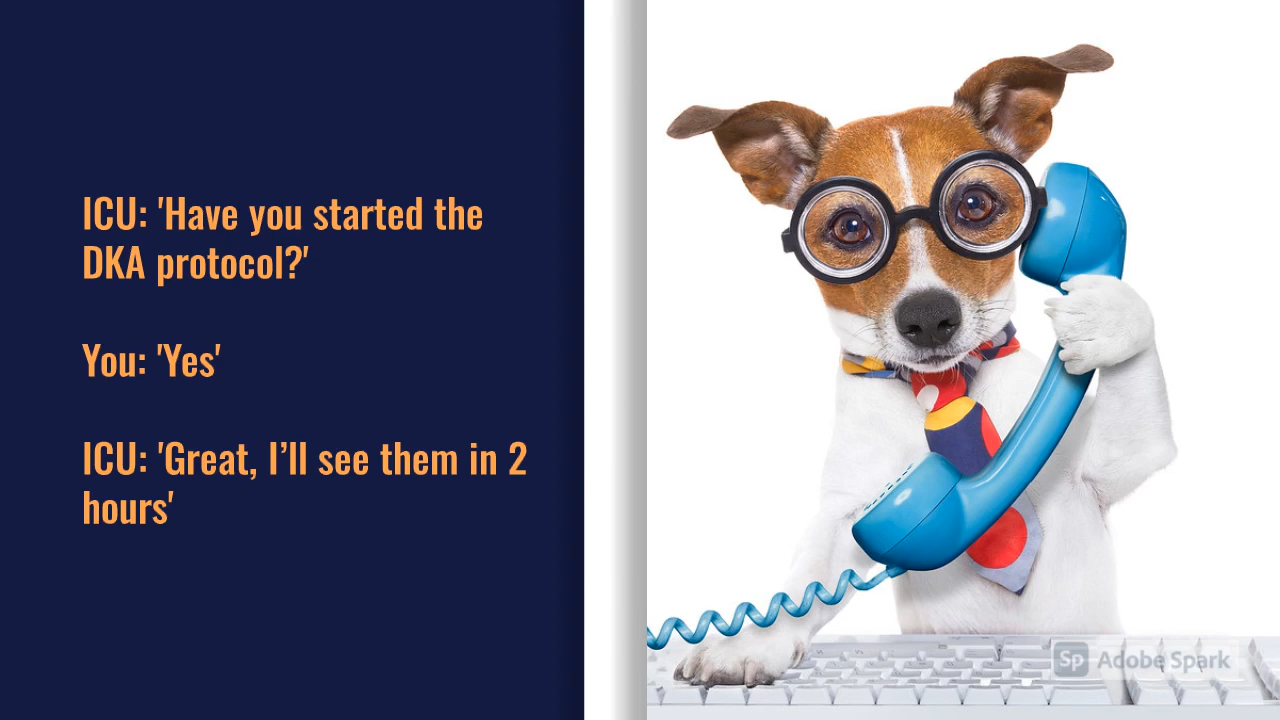 ICU: 'Have you started the
DKA protocol?'
You: 'Yes'
ICU: 'Great, I’ll see them in 2
hours'
Sp Adobe Spark